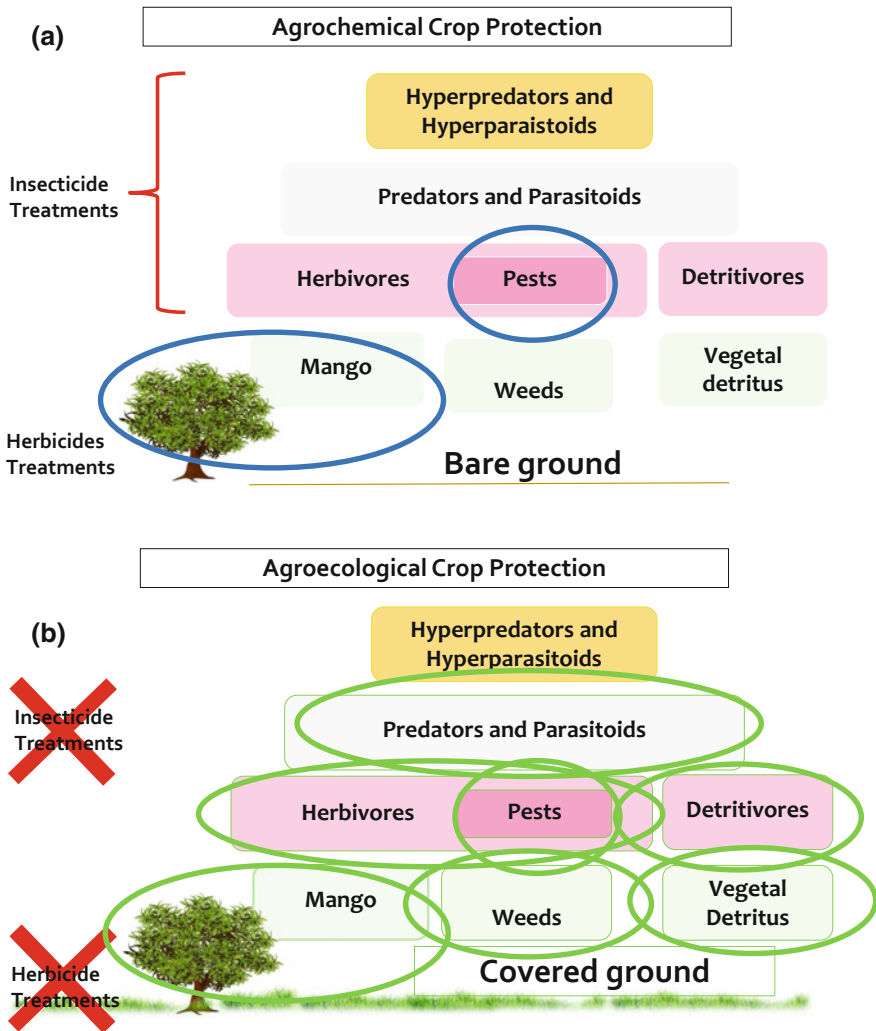 (a)
Agrochemical Crop Protection
Hyperpredators and
Hyperparaistoids
Insecticide
Treatments
Predators and Parasitoids
Herbivores
Pests
Detritivores
Mango
Weeds
Vegetal
detritus
Herbicides
Treatments
Bare ground
Agroecological Crop Protection
(b)
Hyperpredators and
Hyperparasitoids
Insecticide
Treatments
Predators and Parasitoids
Herbivores
Pests
Detritivores
Mango
Weeds
Vegetal
Detritus
Herbicide
Treatments
Covered ground